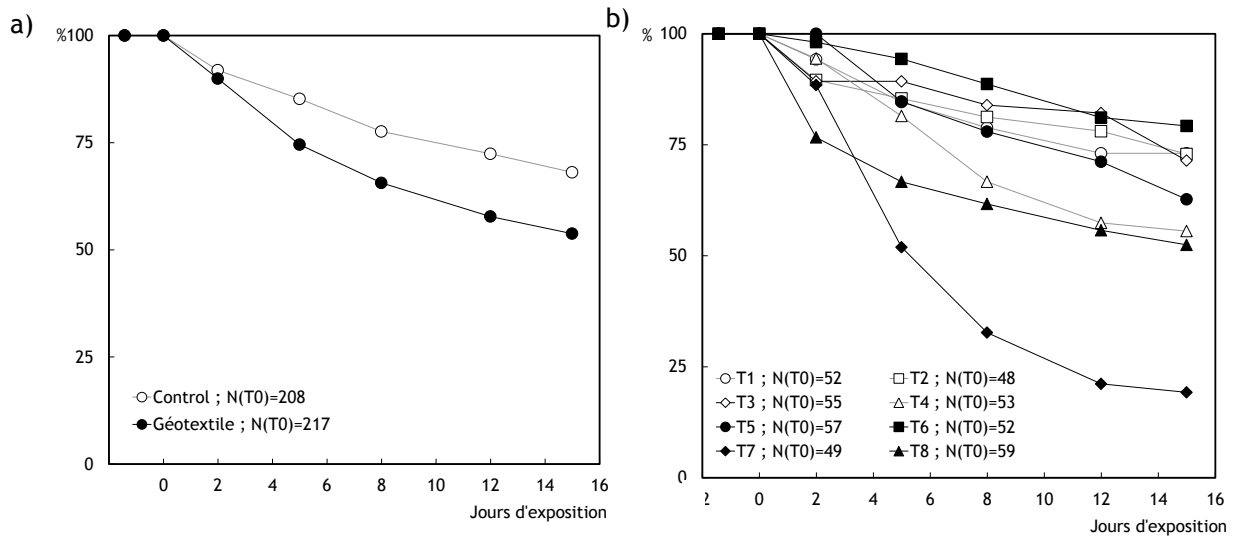 a)
%100
75
50
25
0
Control ; N(T0)=208
Géotextile ; N(T0)=217
0 2 4 6 8 10 12 14 16
Jours d'exposition
b)
% 100
75
50
25
0
T1 ; N(T0)=52 T2 ; N(T0)=48
T3 ; N(T0)=55 T4 ; N(T0)=53
T5 ; N(T0)=57 T6 ; N(T0)=52
T7 ; N(T0)=49 T8 ; N(T0)=59
2 0 2 4 6 8 10 12 14 16
Jours d'exposition